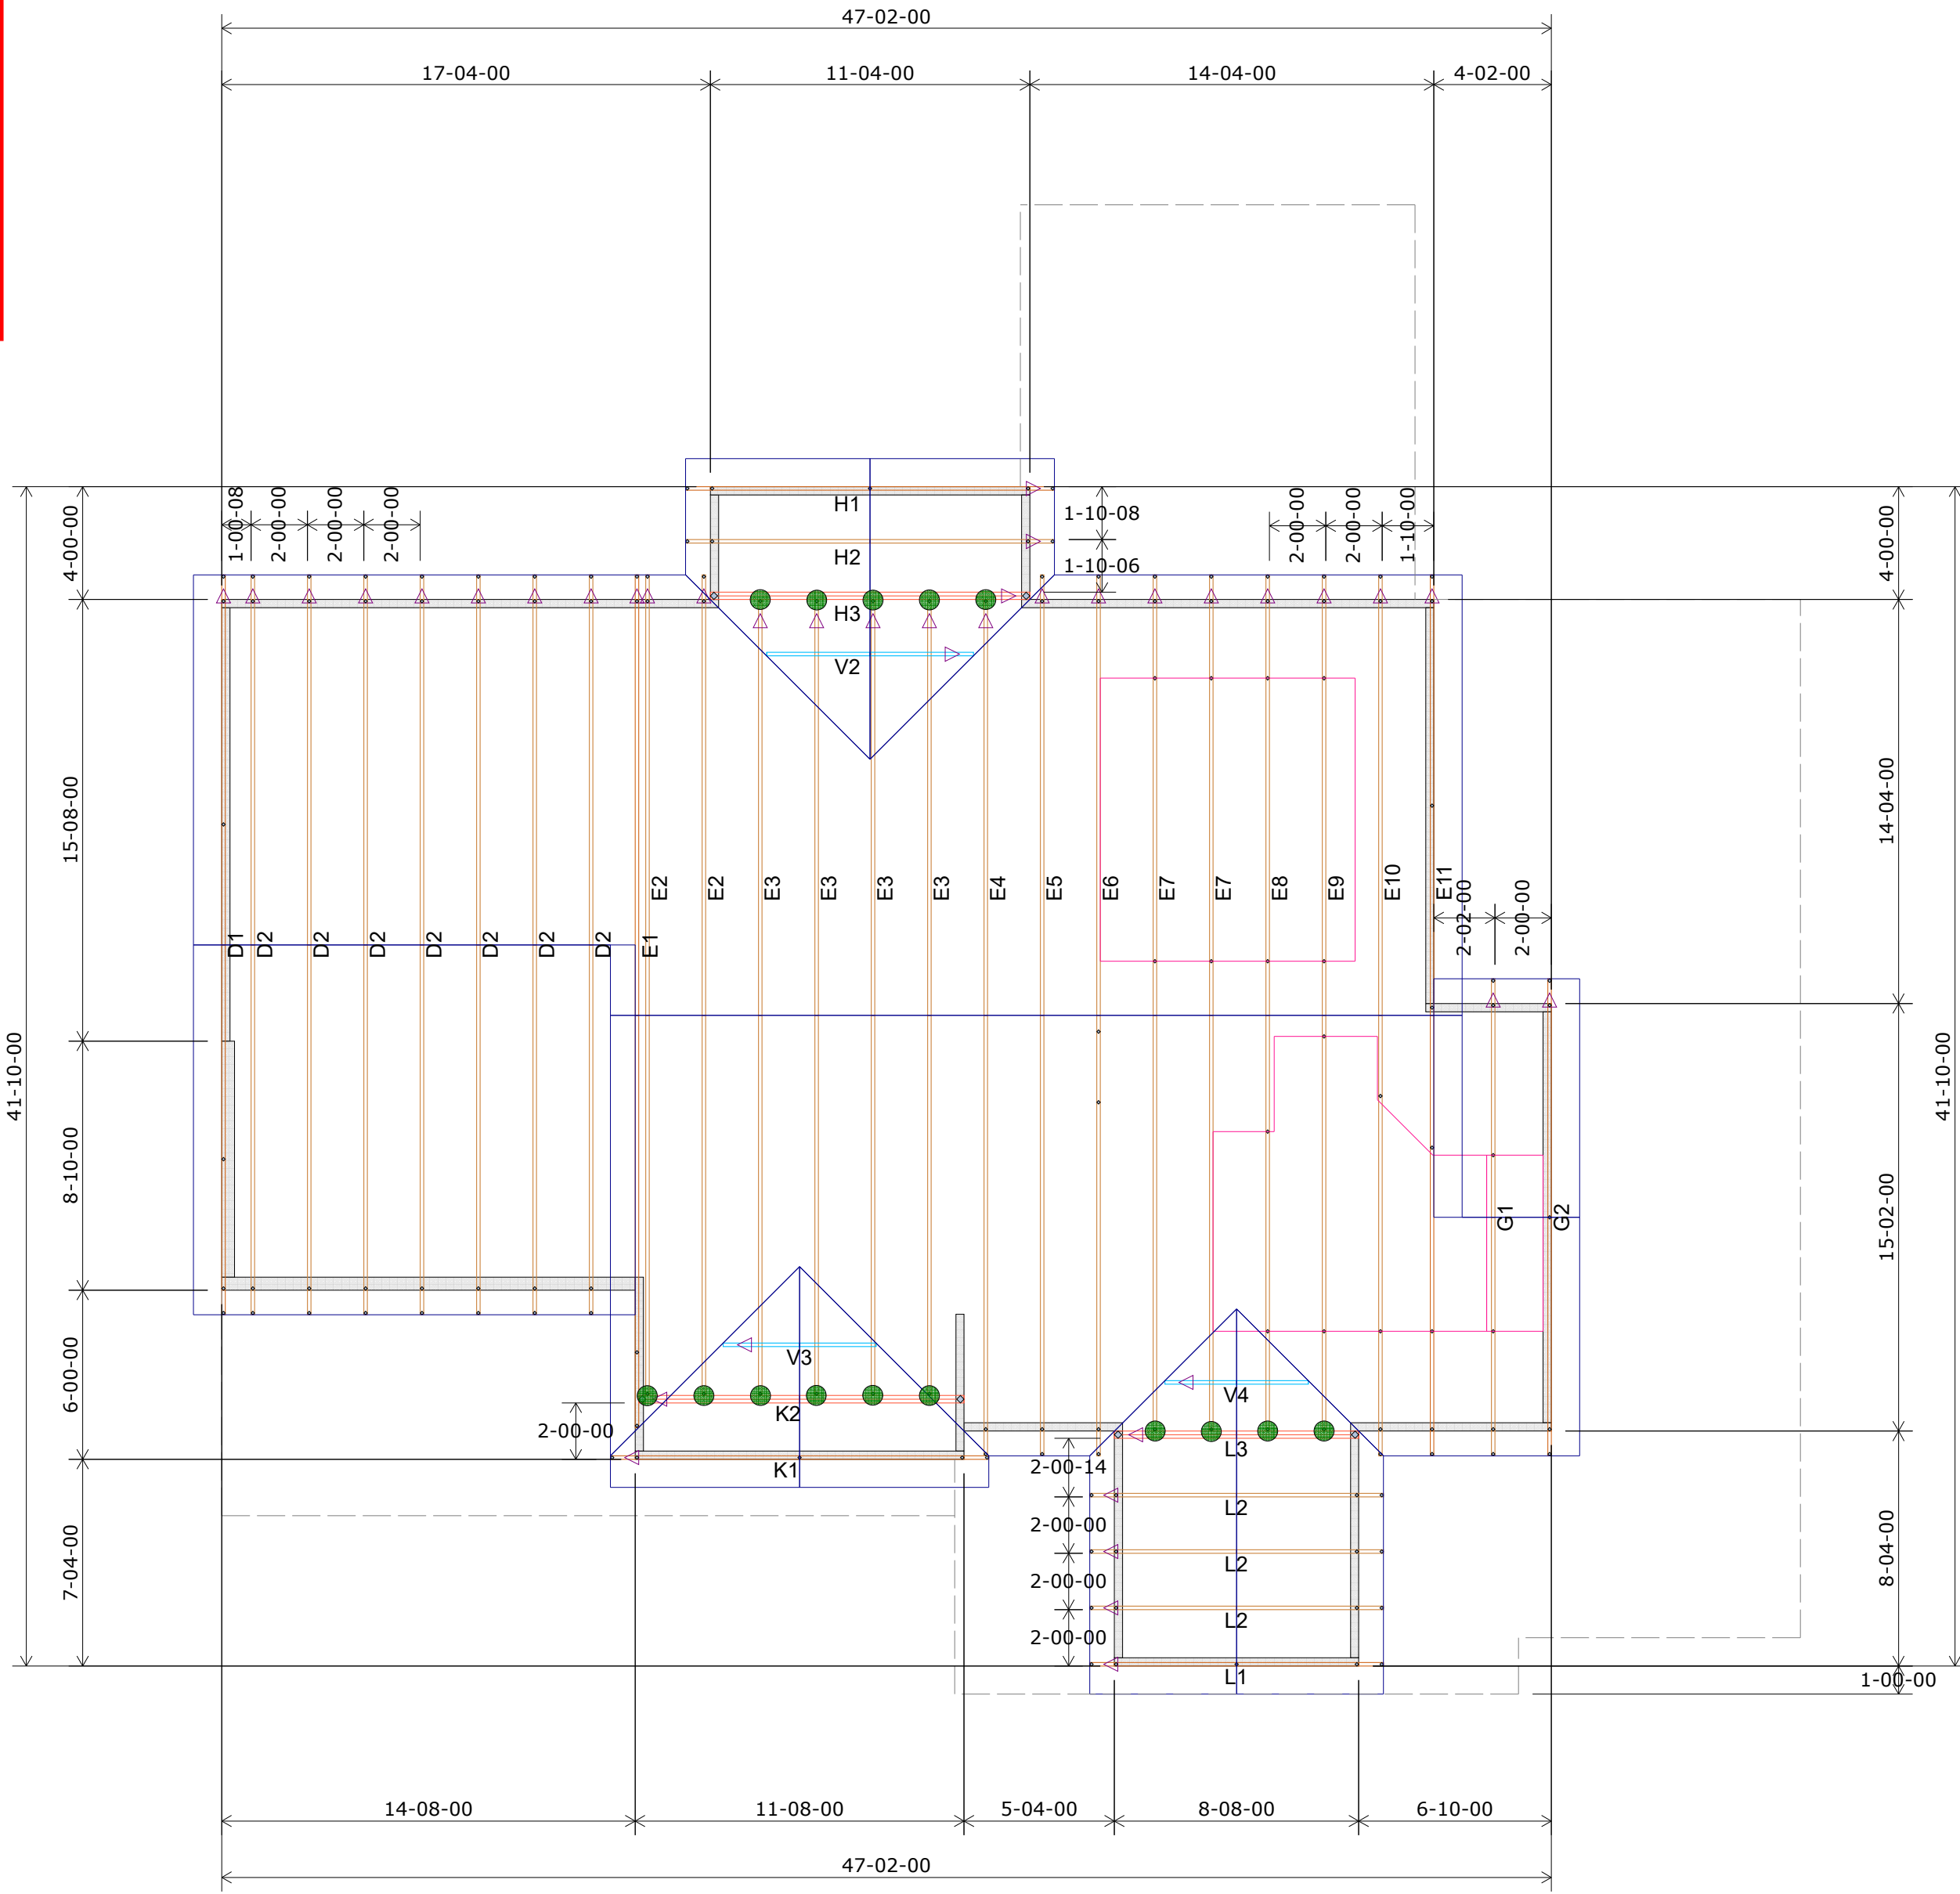 47-02-00
17-04-00
11-04-00
14-04-00
4-02-00
4-00-00
15-08-00
8-10-00
6-00-00
7-04-00
41-10-00
1-00-08
2-00-00
2-00-00
2-00-00
H1
H2
H3
V2
1-10-08
1-10-06
2-00-00
2-00-00
1-10-00
4-00-00
14-04-00
15-02-00
8-04-00
1-00-00
41-10-00
D1
D2
D2
D2
D2
D2
D2
D2
E1
E2
E2
E3
E3
E3
E3
E4
E5
E6
E7
E7
E8
E9
E10
E11
2-02-00
2-00-00
G1
G2
V3
K2
2-00-00
K1
V4
L3
2-00-14
L2
2-00-00
L2
2-00-00
L2
2-00-00
L1
14-08-00
11-08-00
5-04-00
8-08-00
6-10-00
47-02-00